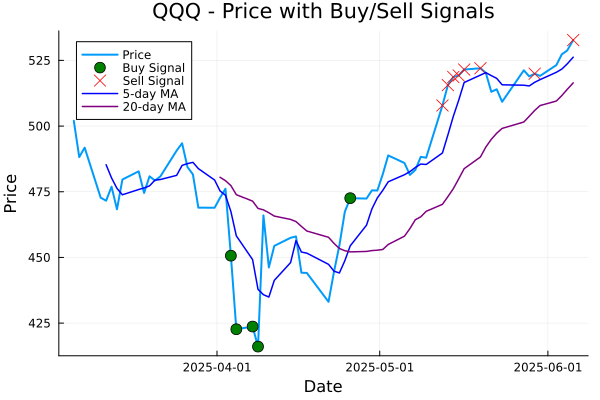 QQQ - Price with Buy/Sell Signals
Price
Buy Signal
Sell Signal
5-day MA
20-day MA
525
500
475
450
425
Price
2025-04-01
2025-05-01
2025-06-01
Date